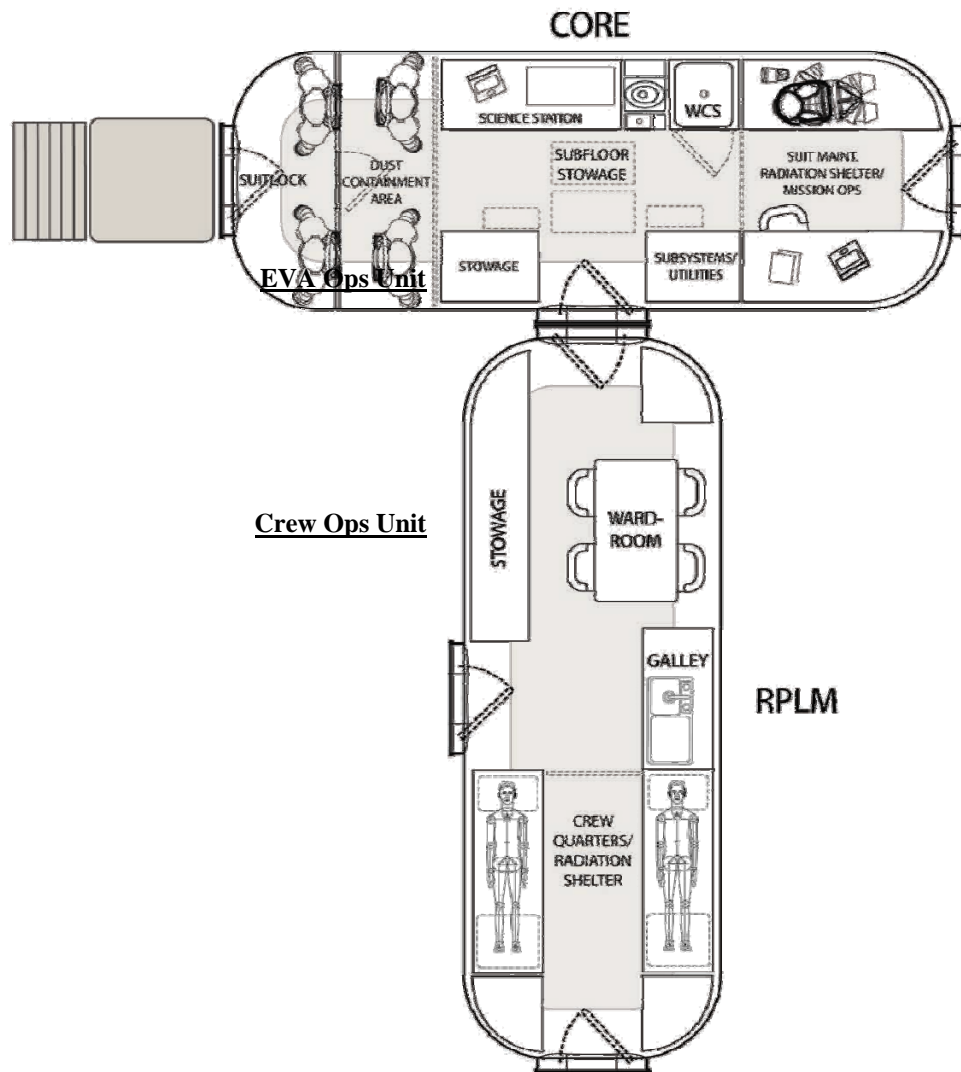 CORE
SCIENCE STATION
WCS
SUITLOCK
DUST
CONTAINMENT
AREA
SUBFLOOR
STOWAGE
SUIT MAINT.
RADIATION SHELTER/
MISSION OPS
STOWAGE
SUBSYSTEMS/
UTILITIES
EVA Ops Unit
Crew Ops Unit
STOWAGE
WARD-
ROOM
GALLEY
RPLM
CREW
QUARTERS/
RADIATION
SHELTER